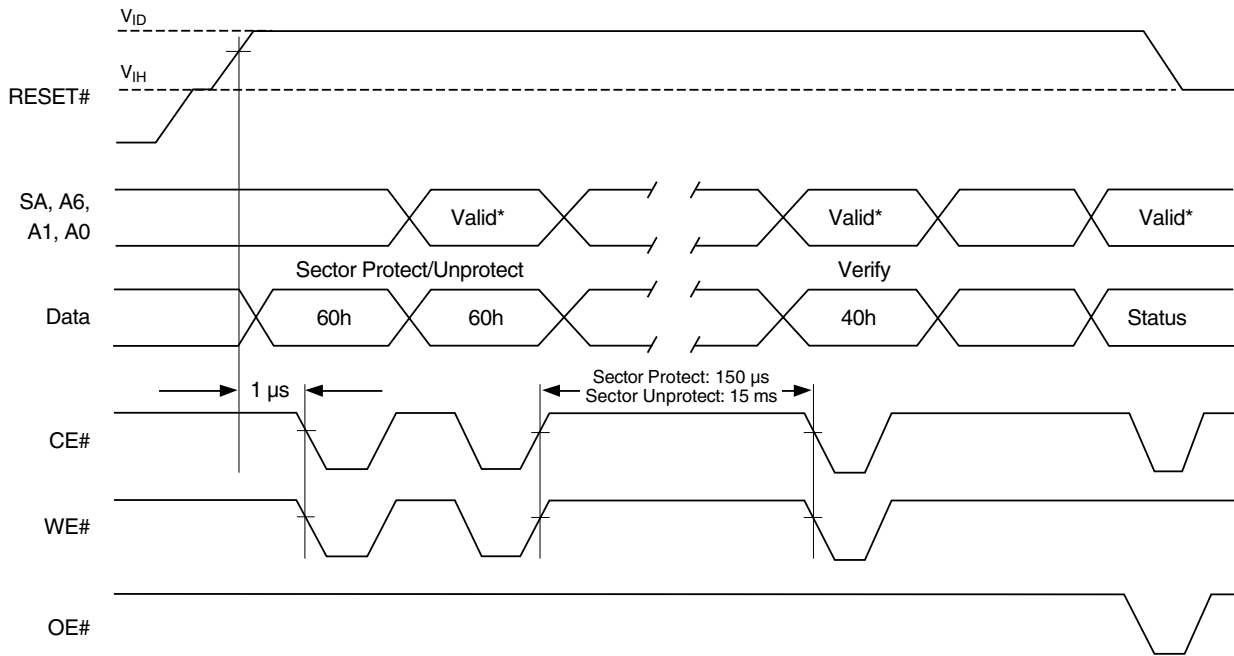 VID
VIH
RESET#
SA, A6,
A1, A0
Valid*
Valid*
Valid*
Sector Protect/Unprotect
Verify
Data
60h
60h
40h
Status
1 µs
Sector Protect: 150 µs
Sector Unprotect: 15 ms
CE#
WE#
OE#